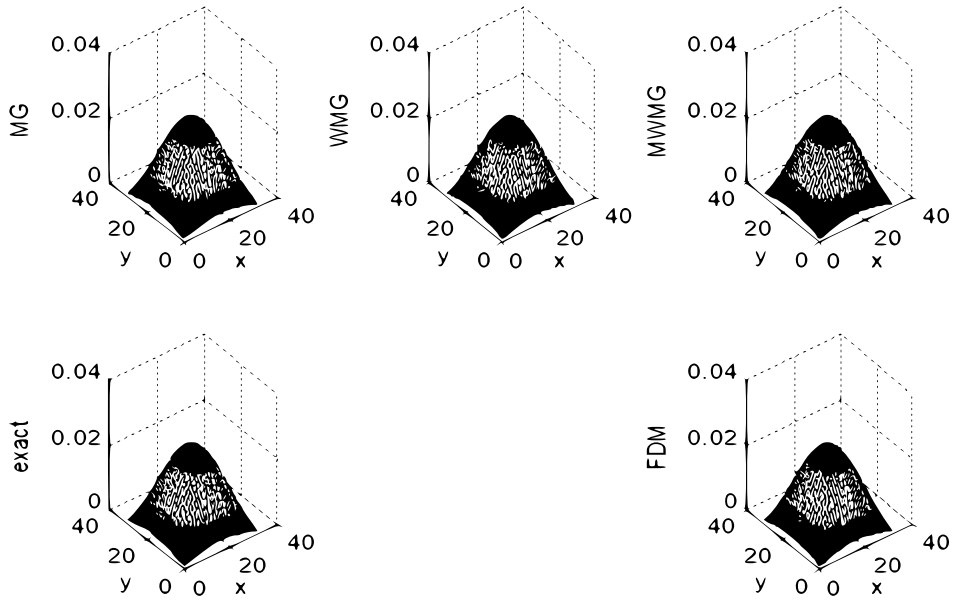 0.04 0.04 0.04
MG WMG MWMG
0.02 0.02 0.02
0 0 0
40 40 40 40 40 40
20 20 20 20 20 20
y 0 0 x y 0 0 x y 0 0 x
0.04 0.04
exact FDM
0.02 0.02
0 0
40 40 40 40
20 20 20 20
y 0 0 x y 0 0 x